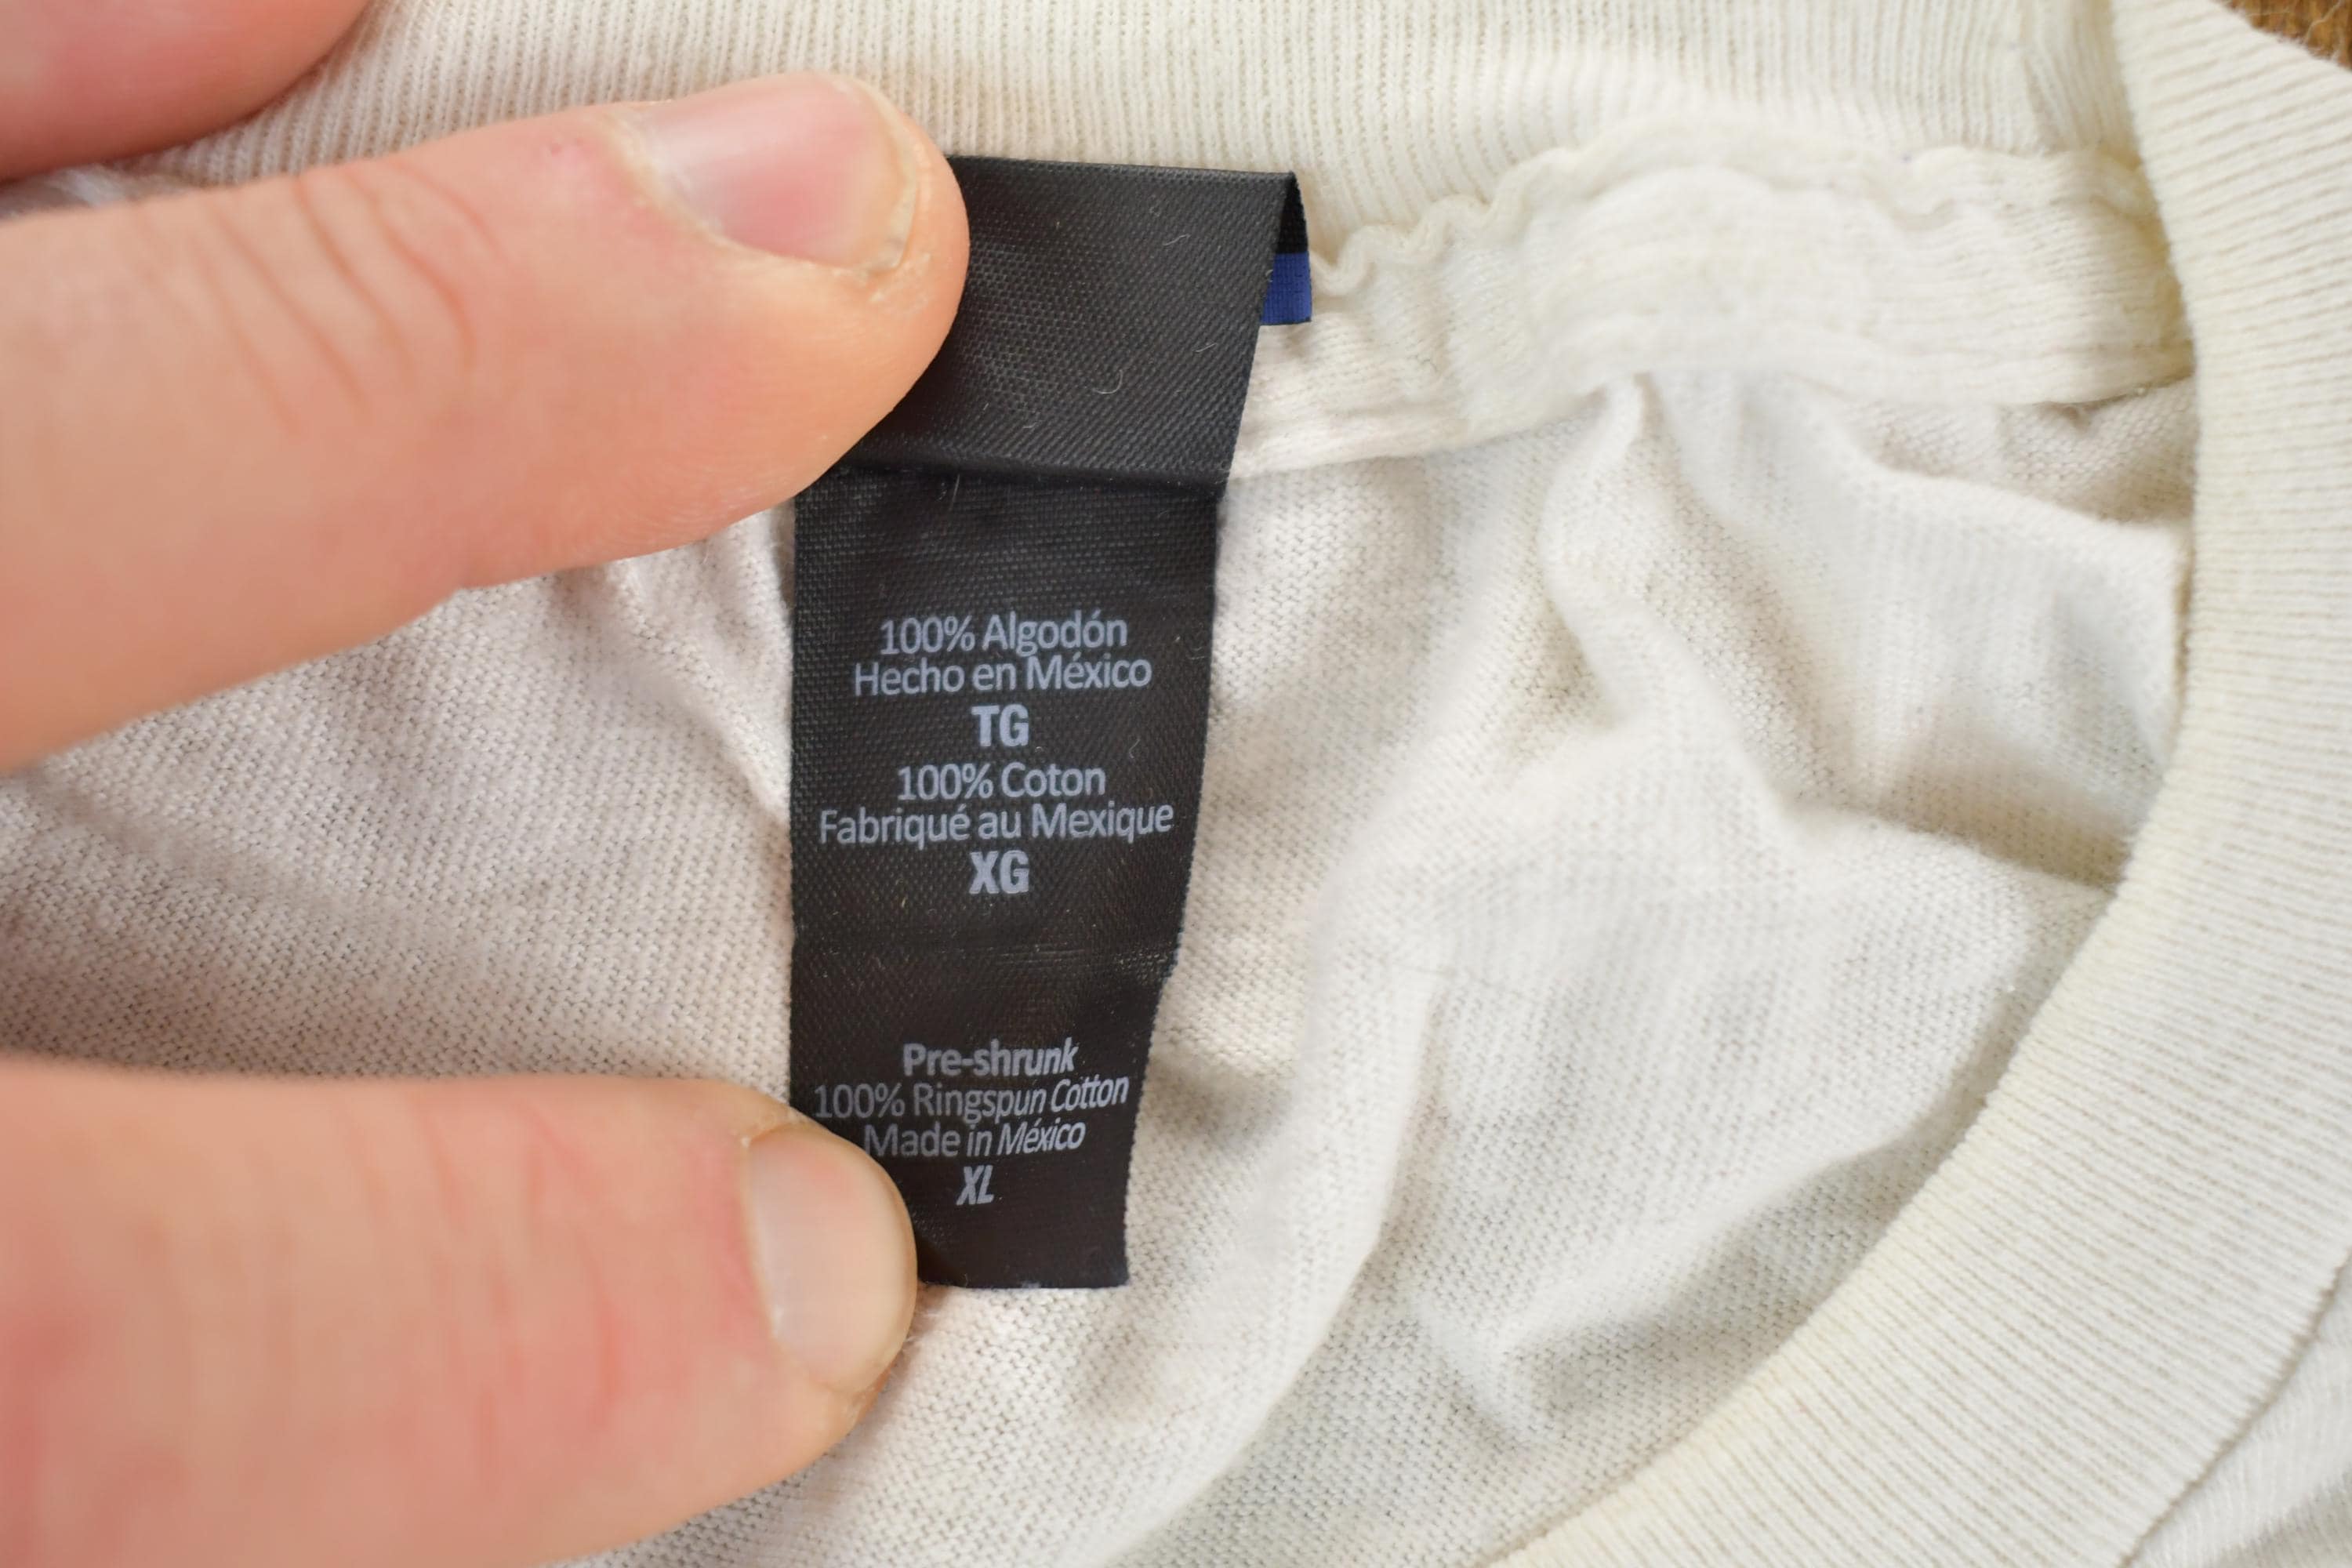 100% Algodón
Hecho en México
TG
100% Coton
Fabriqué au Mexique
XG
Pre-shrunk
100% Ringspun Cotton
Made in México
XL